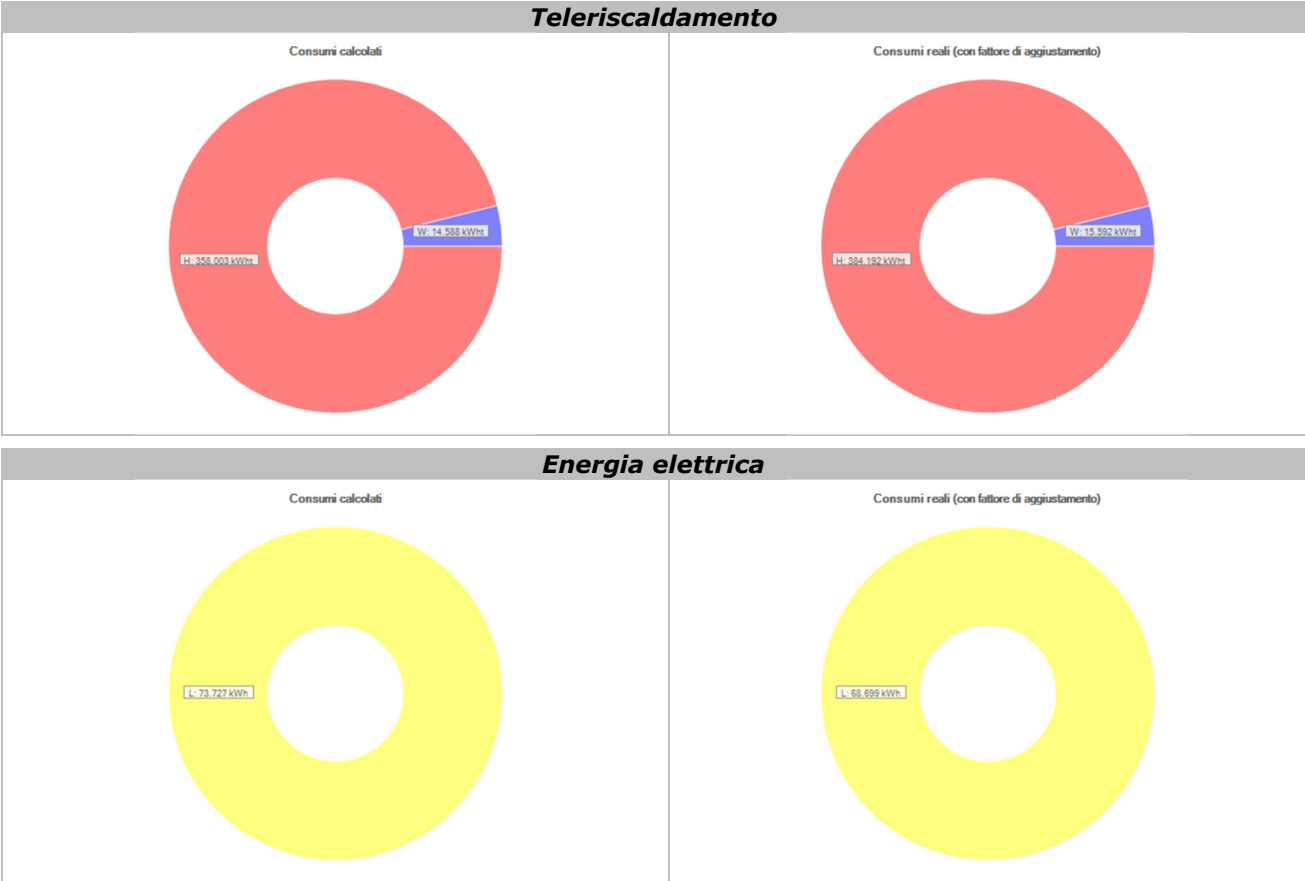 Teleriscaldamento
Consumi calcolati
Consumi reali (con fattore di aggiustamento)
W: 14.588 kWht
H: 358.003 kWht
W: 15.592 kWht
H: 384.192 kWht
Energia elettrica
Consumi calcolati
Consumi reali (con fattore di aggiustamento)
L: 73.727 kWh
L: 68.699 kWh